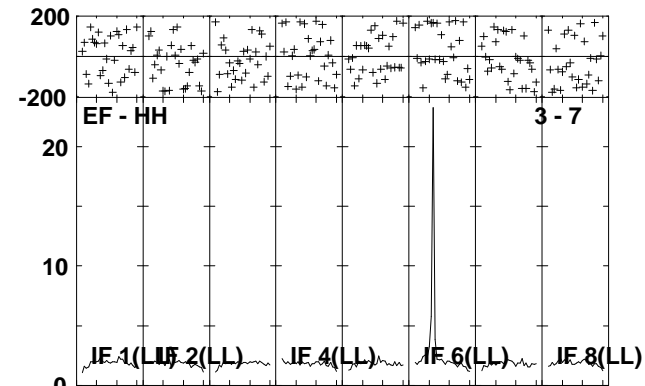 200
-200
EF - HH 3 - 7
20
10
IF 1(LL) IF 2(LL) IF 4(LL) IF 6(LL) IF 8(LL)
0